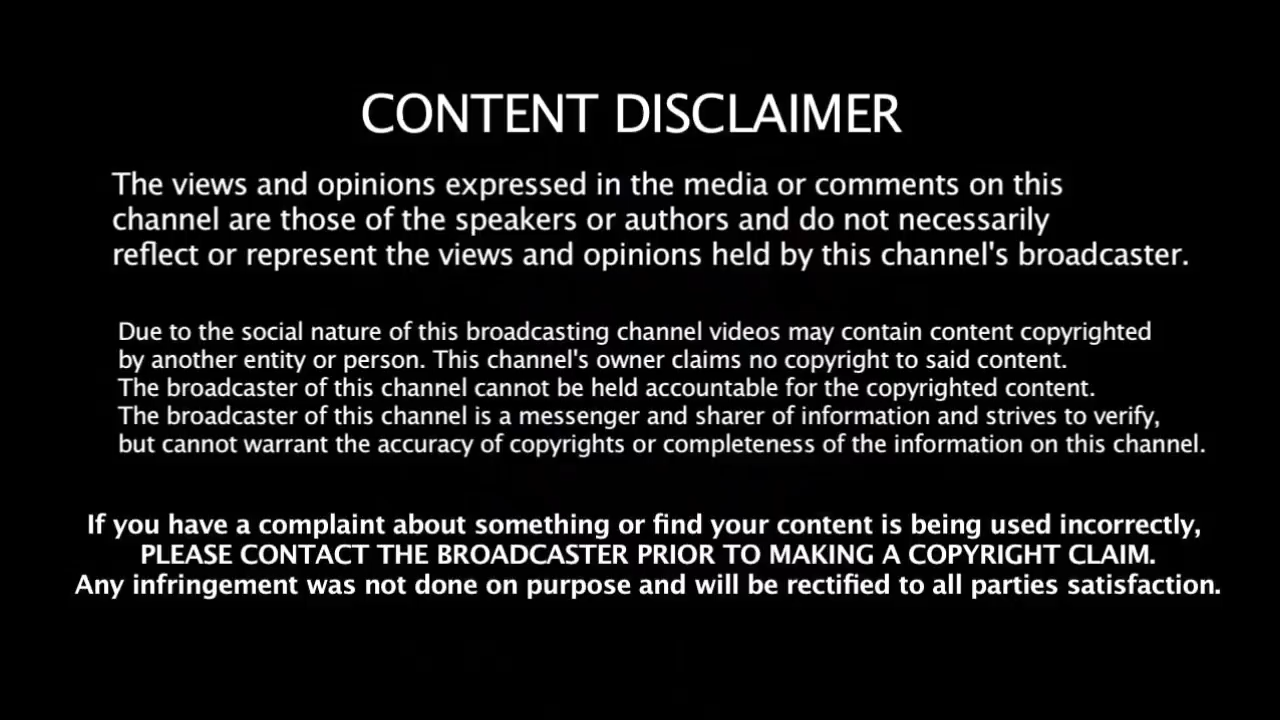 CONTENT DISCLAIMER
The views and opinions expressed in the media or comments on this
channel are those of the speakers or authors and do not necessarily
reflect or represent the views and opinions held by this channel's broadcaster.
Due to the social nature of this broadcasting channel videos may contain content copyrighted
by another entity or person. This channel's owner claims no copyright to said content.
The broadcaster of this channel cannot be held accountable for the copyrighted content.
The broadcaster of this channel is a messenger and sharer of information and strives to verify,
but cannot warrant the accuracy of copyrights or completeness of the information on this channel.
If you have a complaint about something or find your content is being used incorrectly,
PLEASE CONTACT THE BROADCASTER PRIOR TO MAKING A COPYRIGHT CLAIM.
Any infringement was not done on purpose and will be rectified to all parties satisfaction.